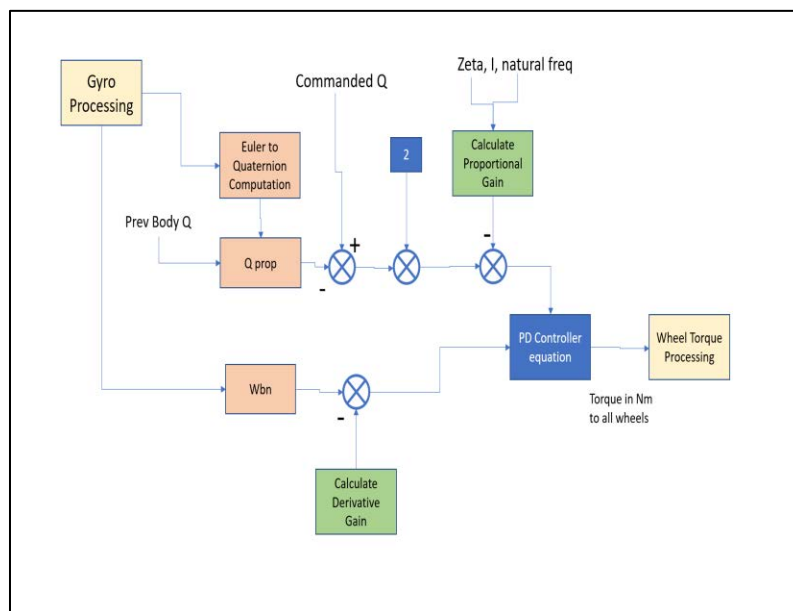 Gyro
Processing
Commanded Q
Zeta, I, natural freq
Euler to
Quaternion
Computation
2
Calculate
Proportional
Gain
Prev Body Q
Q prop
-
+
-
PD Controller
equation
Wheel Torque
Processing
Wbn
-
Torque in Nm
to all wheels
Calculate
Derivative
Gain